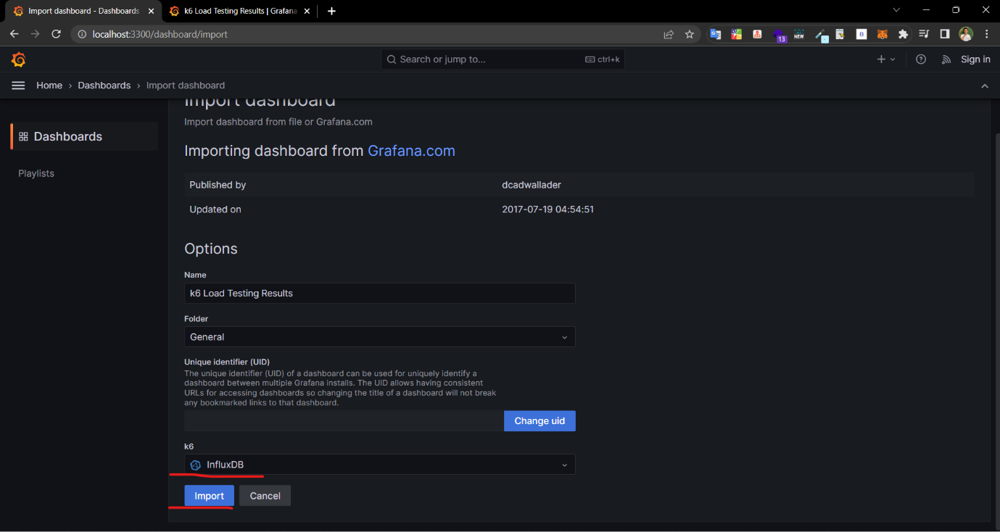 Import dashboard - Dashboards
k6 Load Testing Results | Grafana
localhost:3300/dashboard/import
13
NEW
B
Search or jump to...
ctrl+k
Sign in
Home › Dashboards › Import dashboard
Dashboards
Playlists
Import dashboard
Import dashboard from file or Grafana.com
Importing dashboard from Grafana.com
Published by dcadwallader
Updated on 2017-07-19 04:54:51
Options
Name
k6 Load Testing Results
Folder
General
Unique identifier (UID)
The unique identifier (UID) of a dashboard can be used for uniquely identify a
dashboard between multiple Grafana installs. The UID allows having consistent
URLs for accessing dashboards so changing the title of a dashboard will not break
any bookmarked links to that dashboard.
Change uid
k6
InfluxDB
Import Cancel